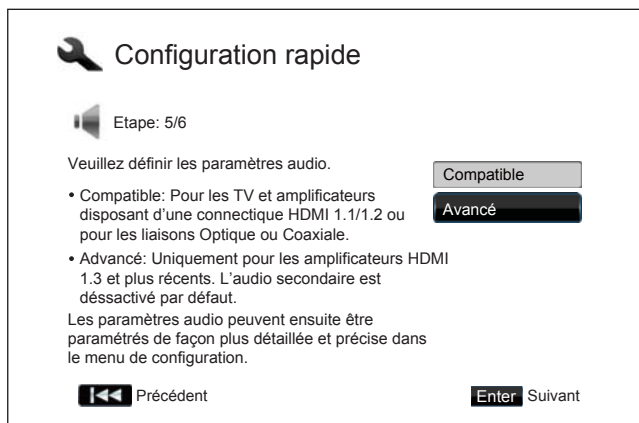 Configuration rapide
Etape: 5/6
Veuillez définir les paramètres audio.
• Compatible: Pour les TV et amplificateurs
disposant d'une connectique HDMI 1.1/1.2 ou
pour les liaisons Optique ou Coaxiale.
• Advancé: Uniquement pour les amplificateurs HDMI
1.3 et plus récents. L'audio secondaire est
déssactivé par défaut.
Les paramètres audio peuvent ensuite être
paramétrés de façon plus détaillée et précise dans
le menu de configuration.
Compatible
Avancé
Précédent
Enter Suivant